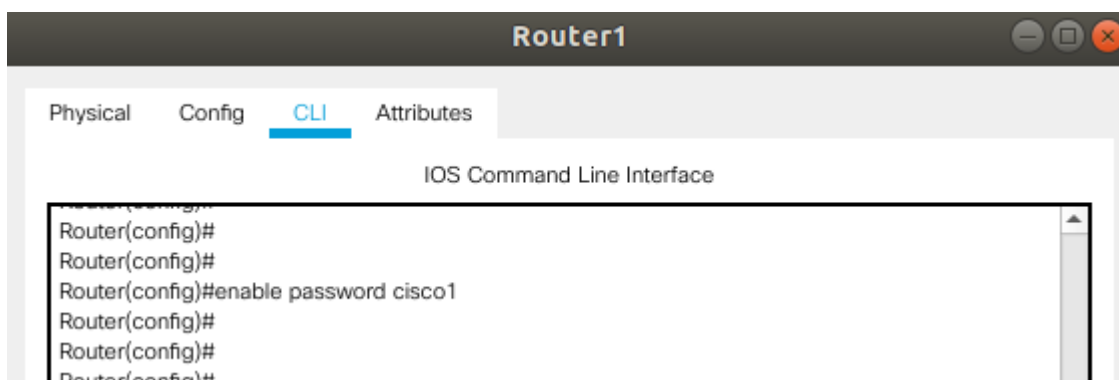 Router1
Physical Config CLI Attributes
IOS Command Line Interface
Router(config)#
Router(config)#
Router(config)#enable password cisco1
Router(config)#
Router(config)#